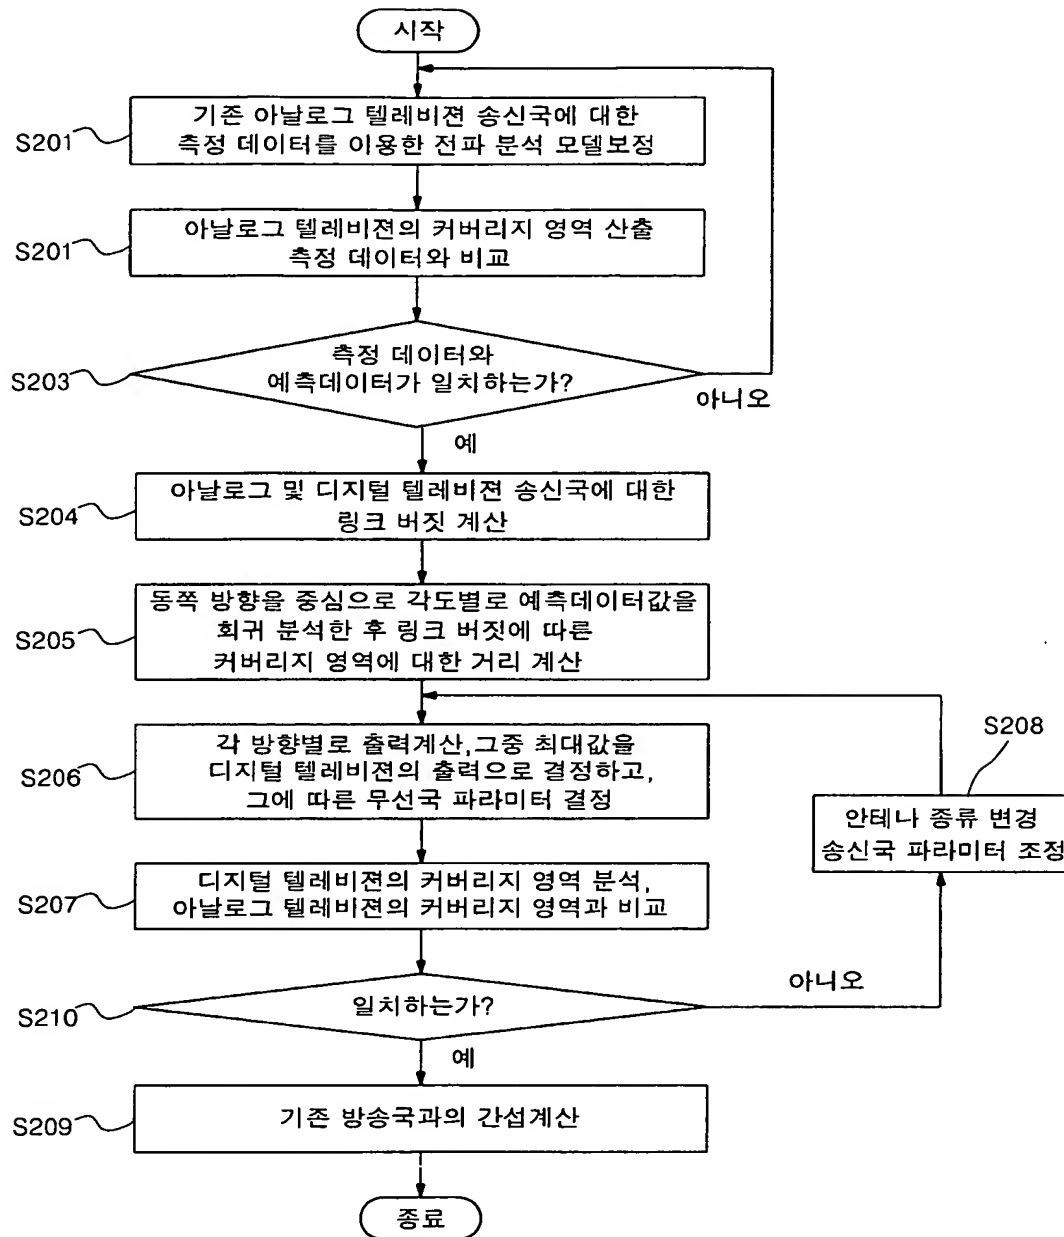 시작
S201
기존 아날로그 텔레비젼 송신국에 대한
측정 데이터를 이용한 전파 분석 모델보정
S201
아날로그 텔레비젼의 커버리지 영역 산출
측정 데이터와 비교
S203
측정 데이터와
예측데이터가 일치하는가?
아니오
예
S204
아날로그 및 디지털 텔레비젼 송신국에 대한
링크 버짓 계산
S205
동쪽 방향을 중심으로 각도별로 예측데이터값을
회귀 분석한 후 링크 버짓에 따른
커버리지 영역에 대한 거리 계산
S206
각 방향별로 출력계산,그중 최대값을
디지털 텔레비젼의 출력으로 결정하고,
그에 따른 무선국 파라미터 결정
S208
안테나 종류 변경
송신국 파라미터 조정
S207
디지털 텔레비젼의 커버리지 영역 분석,
아날로그 텔레비젼의 커버리지 영역과 비교
S210
일치하는가?
아니오
예
S209
기존 방송국과의 간섭계산
종료